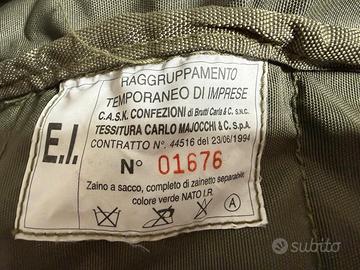 RAGGRUPPAMENTO
TEMPORANEO DI IMPRESE
C.A.S.K. CONFEZIONI di Brutti Carla & C. S.N.C.
TESSITURA CARLO MAJOCCHI & C. S.p.A.
CONTRATTO N°. 44516 del 23/06/1994
E.I.
N° 01676
Zaino a sacco, completo di zainetto separabile
colore verde NATO I.R.
A
subito